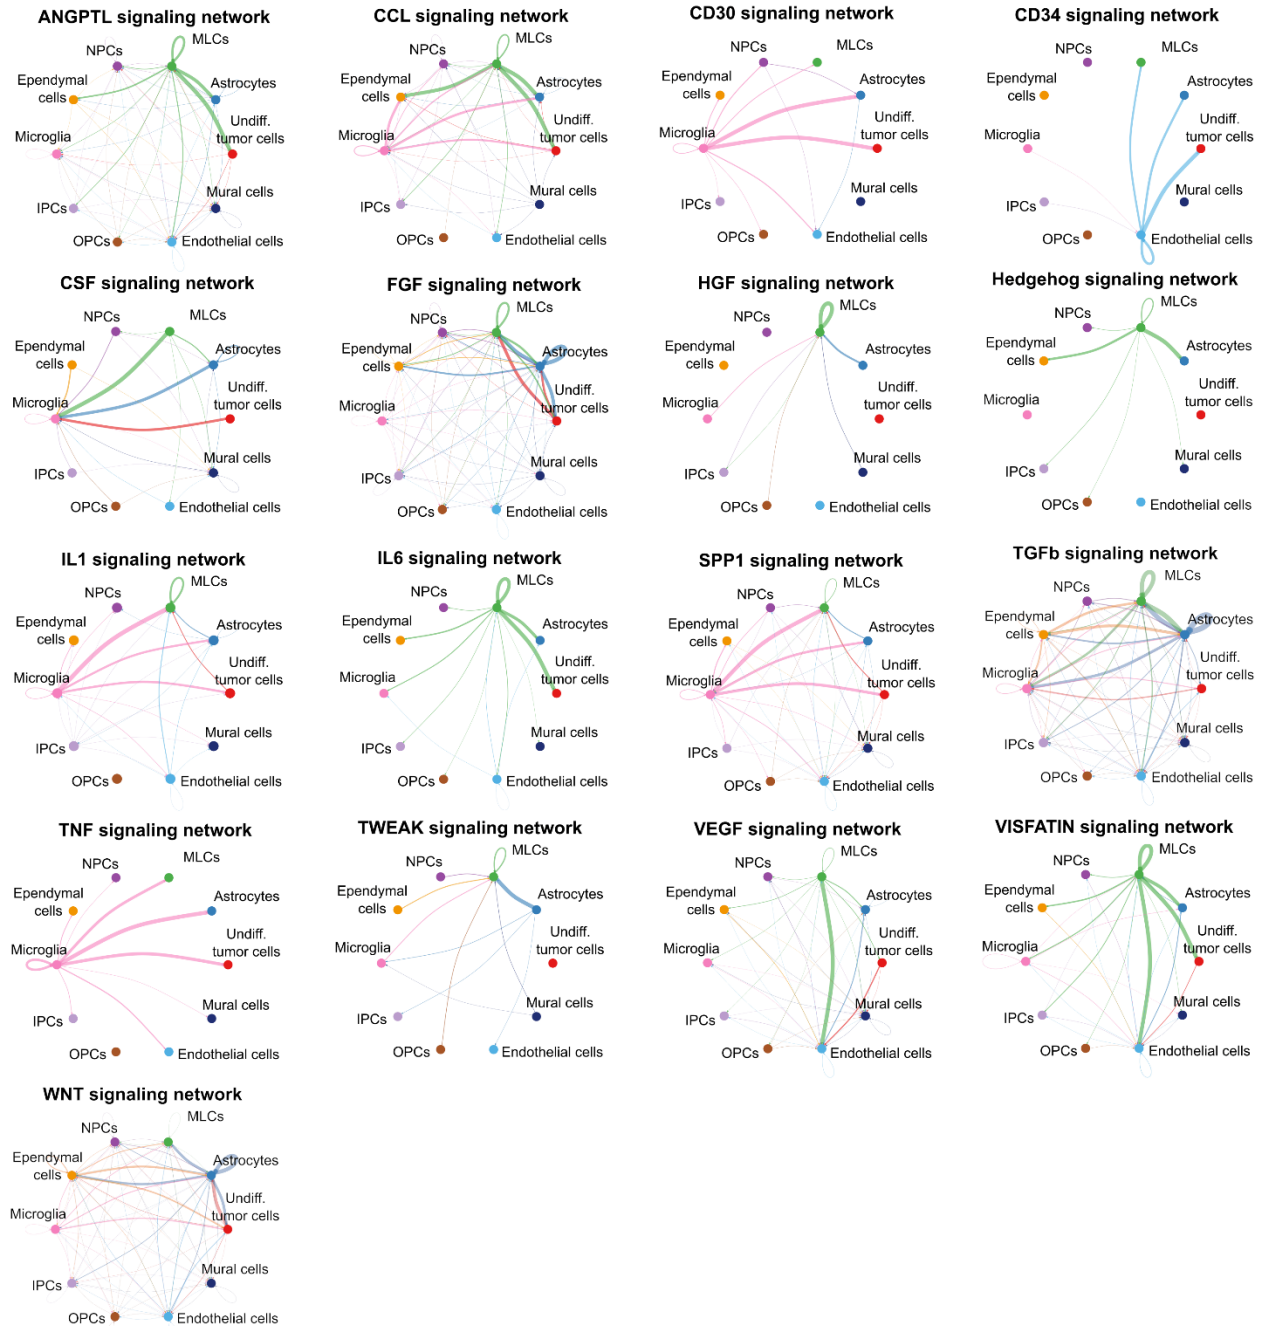 ANGPTL signaling network
NPCs
MLCs
Ependymal
cells
Astrocytes
Undiff.
tumor cells
Microglia
Mural cells
IPCs
OPCs
Endothelial cells
CCL signaling network
NPCs
MLCs
Ependymal
cells
Astrocytes
Undiff.
tumor cells
Microglia
Mural cells
IPCs
OPCs
Endothelial cells
CD30 signaling network
NPCs
MLCs
Ependymal
cells
Astrocytes
Undiff.
tumor cells
Microglia
Mural cells
IPCs
OPCs
Endothelial cells
CD34 signaling network
NPCs
MLCs
Ependymal
cells
Astrocytes
Undiff.
tumor cells
Microglia
Mural cells
IPCs
OPCs
Endothelial cells
CSF signaling network
NPCs
MLCs
Ependymal
cells
Astrocytes
Undiff.
tumor cells
Microglia
Mural cells
IPCs
OPCs
Endothelial cells
FGF signaling network
NPCs
MLCs
Ependymal
cells
Astrocytes
Undiff.
tumor cells
Microglia
Mural cells
IPCs
OPCs
Endothelial cells
HGF signaling network
NPCs
MLCs
Ependymal
cells
Astrocytes
Undiff.
tumor cells
Microglia
Mural cells
IPCs
OPCs
Endothelial cells
Hedgehog signaling network
NPCs
MLCs
Ependymal
cells
Astrocytes
Undiff.
tumor cells
Microglia
Mural cells
IPCs
OPCs
Endothelial cells
IL1 signaling network
NPCs
MLCs
Ependymal
cells
Astrocytes
Undiff.
tumor cells
Microglia
Mural cells
IPCs
OPCs
Endothelial cells
IL6 signaling network
NPCs
MLCs
Ependymal
cells
Astrocytes
Undiff.
tumor cells
Microglia
Mural cells
IPCs
OPCs
Endothelial cells
SPP1 signaling network
NPCs
MLCs
Ependymal
cells
Astrocytes
Undiff.
tumor cells
Microglia
Mural cells
IPCs
OPCs
Endothelial cells
TGFb signaling network
NPCs
MLCs
Ependymal
cells
Astrocytes
Undiff.
tumor cells
Microglia
Mural cells
IPCs
OPCs
Endothelial cells
TNF signaling network
NPCs
MLCs
Ependymal
cells
Astrocytes
Undiff.
tumor cells
Microglia
Mural cells
IPCs
OPCs
Endothelial cells
TWEAK signaling network
NPCs
MLCs
Ependymal
cells
Astrocytes
Undiff.
tumor cells
Microglia
Mural cells
IPCs
OPCs
Endothelial cells
VEGF signaling network
NPCs
MLCs
Ependymal
cells
Astrocytes
Undiff.
tumor cells
Microglia
Mural cells
IPCs
OPCs
Endothelial cells
VISFATIN signaling network
NPCs
MLCs
Ependymal
cells
Astrocytes
Undiff.
tumor cells
Microglia
Mural cells
IPCs
OPCs
Endothelial cells
WNT signaling network
NPCs
MLCs
Ependymal
cells
Astrocytes
Undiff.
tumor cells
Microglia
Mural cells
IPCs
OPCs
Endothelial cells